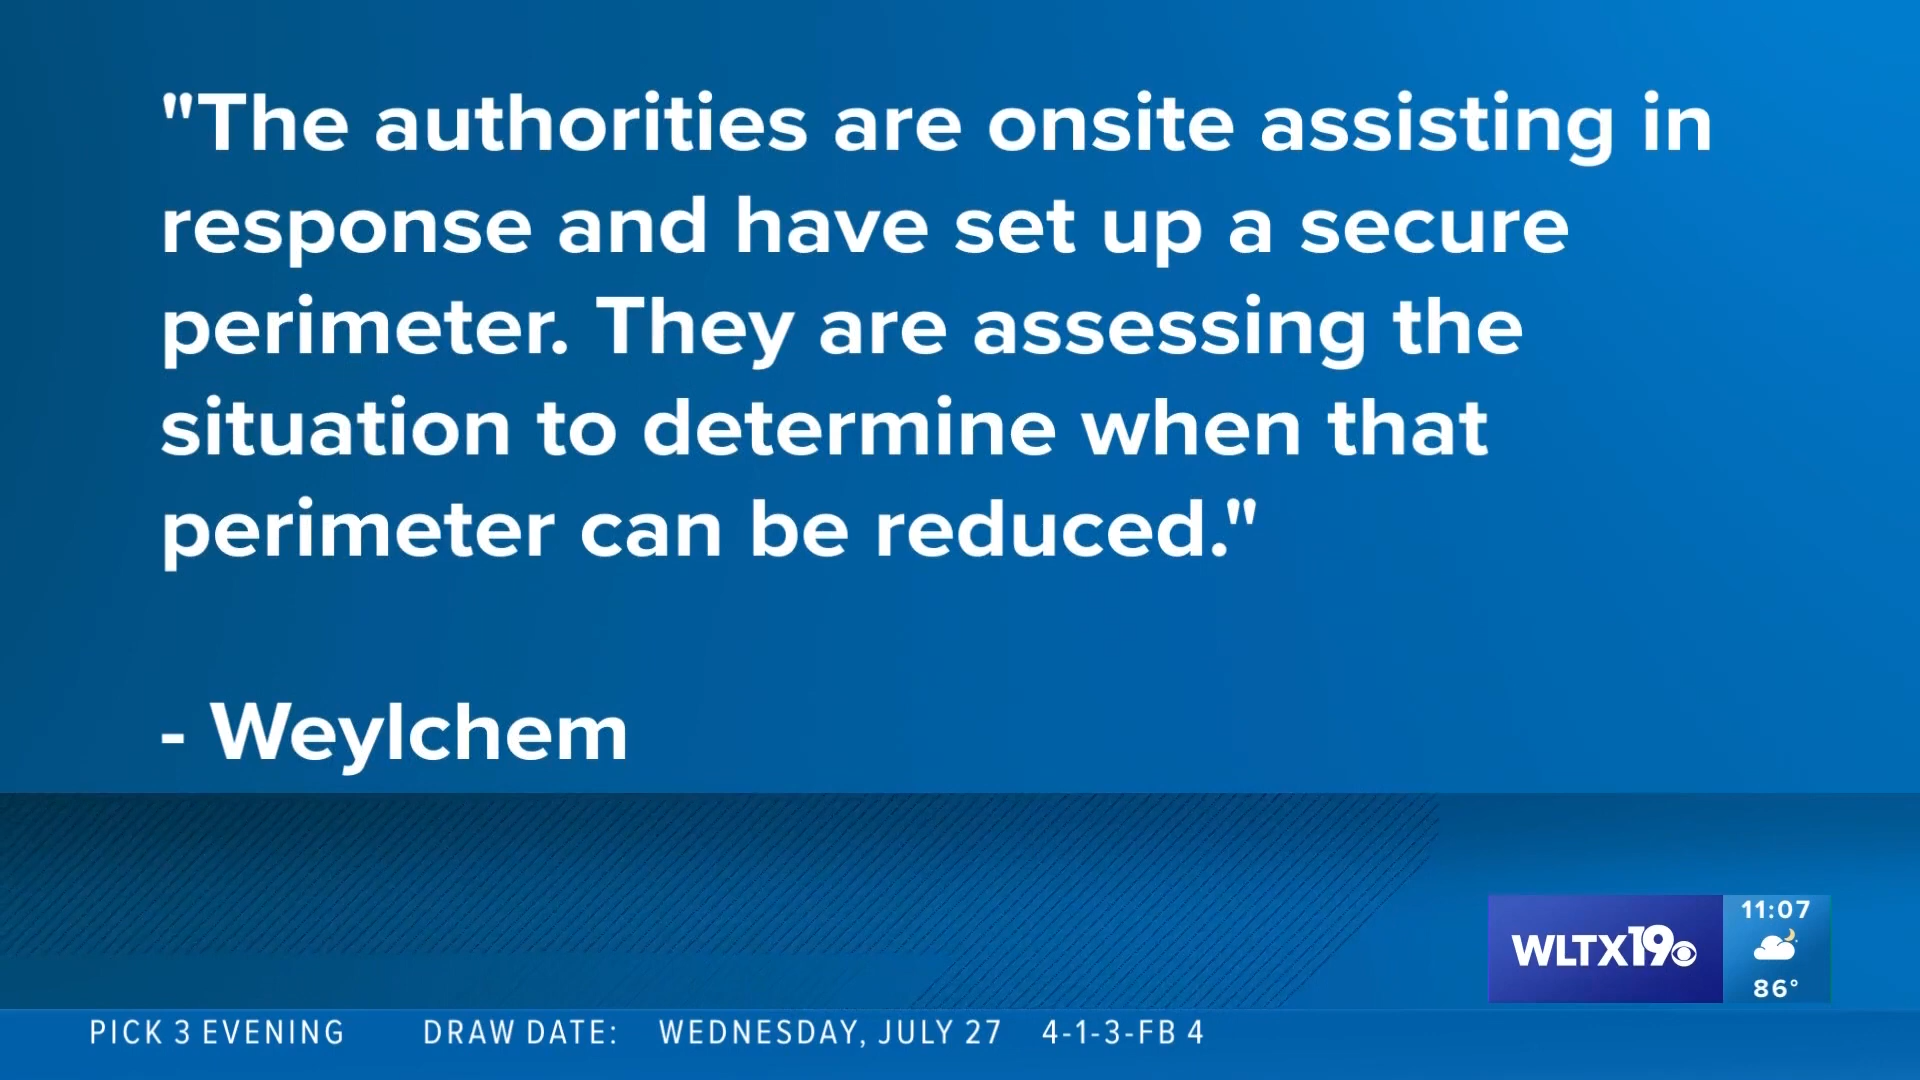 "The authorities are onsite assisting in
response and have set up a secure
perimeter. They are assessing the
situation to determine when that
perimeter can be reduced."
- Weylchem
WLTX19
11:07
86°
PICK 3 EVENING DRAW DATE: WEDNESDAY, JULY 27 4-1-3-FB 4